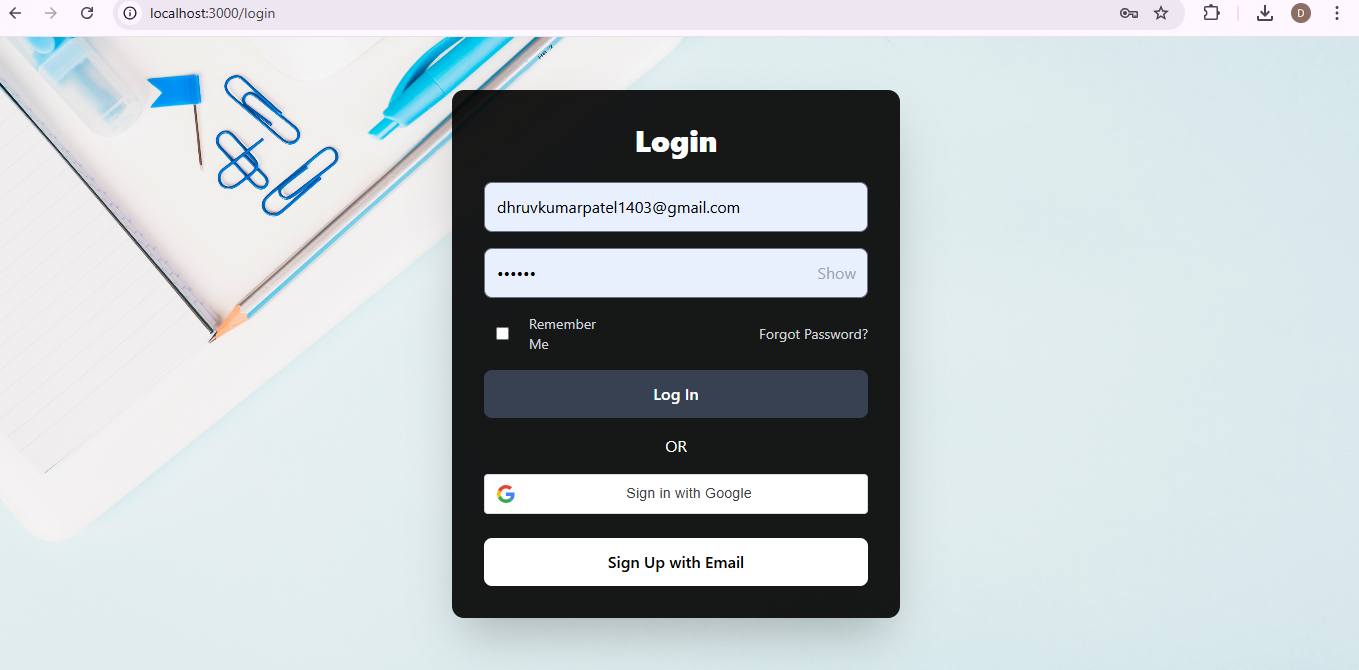 localhost:3000/login
D
Login
dhruvkumarpatel1403@gmail.com
•••••• Show
Remember
Me
Forgot Password?
Log In
OR
Sign in with Google
Sign Up with Email